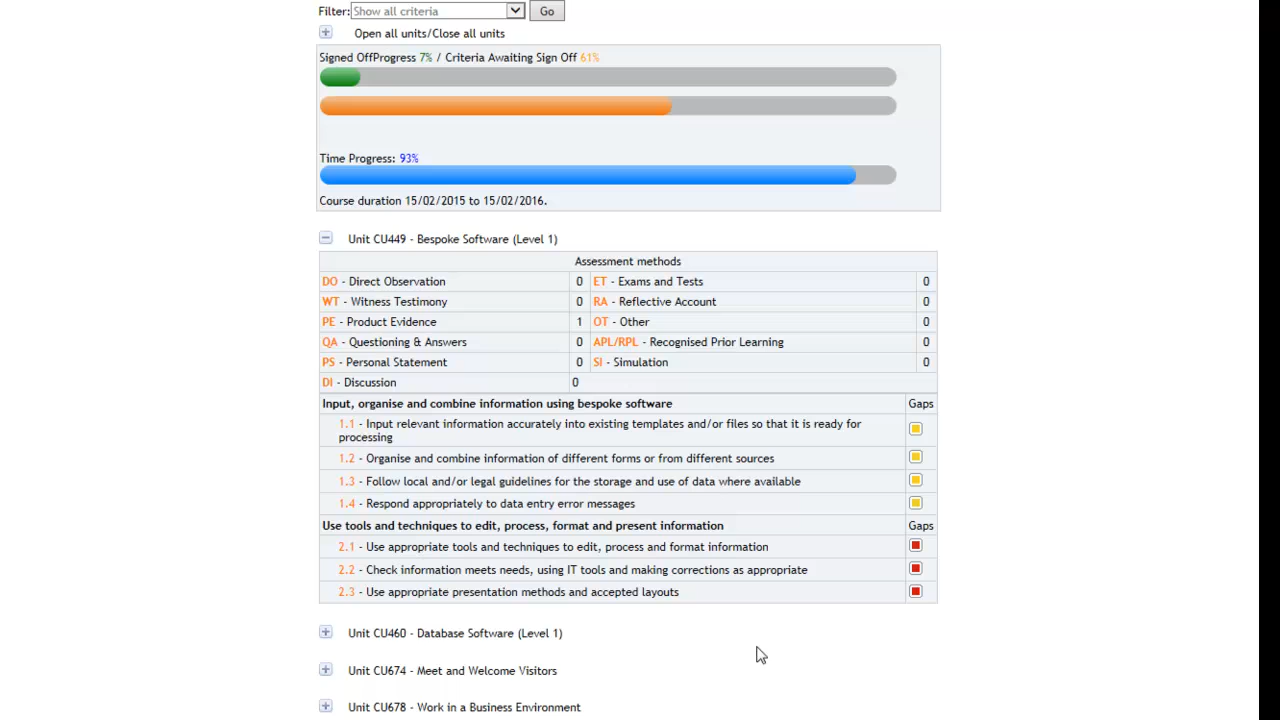 Filter: Show all criteria Go
Open all units/Close all units
Signed OffProgress 7% / Criteria Awaiting Sign Off 61%
Time Progress: 93%
Course duration 15/02/2015 to 15/02/2016.
Unit CU449 - Bespoke Software (Level 1)
Assessment methods
DO - Direct Observation 0 ET - Exams and Tests 0
WT - Witness Testimony 0 RA - Reflective Account 0
PE - Product Evidence 1 OT - Other 0
QA - Questioning & Answers 0 APL/RPL - Recognised Prior Learning 0
PS - Personal Statement 0 SI - Simulation 0
DI - Discussion 0
Input, organise and combine information using bespoke software Gaps
1.1 - Input relevant information accurately into existing templates and/or files so that it is ready for
processing
1.2 - Organise and combine information of different forms or from different sources
1.3 - Follow local and/or legal guidelines for the storage and use of data where available
1.4 - Respond appropriately to data entry error messages
Use tools and techniques to edit, process, format and present information Gaps
2.1 - Use appropriate tools and techniques to edit, process and format information
2.2 - Check information meets needs, using IT tools and making corrections as appropriate
2.3 - Use appropriate presentation methods and accepted layouts
Unit CU460 - Database Software (Level 1)
Unit CU674 - Meet and Welcome Visitors
Unit CU678 - Work in a Business Environment